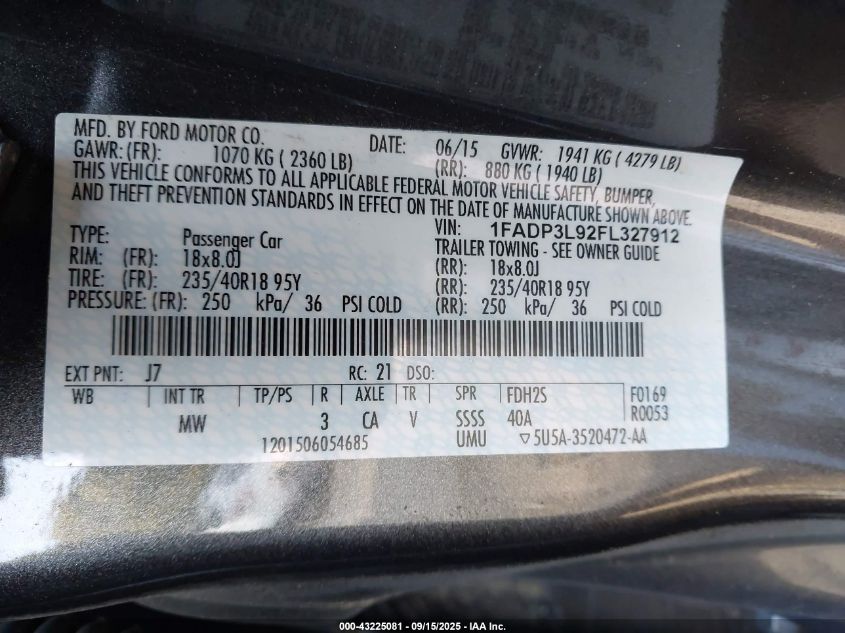 MFD. BY FORD MOTOR CO. DATE: 06/15 GVWR: 1941 KG ( 4279 LB)
GAWR: (FR): 1070 KG ( 2360 LB) (RR): 880 KG ( 1940 LB)
THIS VEHICLE CONFORMS TO ALL APPLICABLE FEDERAL MOTOR VEHICLE SAFETY, BUMPER,
AND THEFT PREVENTION STANDARDS IN EFFECT ON THE DATE OF MANUFACTURE SHOWN ABOVE.
VIN: 1FADP3L92FL327912
TYPE: Passenger Car TRAILER TOWING - SEE OWNER GUIDE
RIM: (FR): 18x8.0J (RR): 18x8.0J
TIRE: (FR): 235/40R18 95Y (RR): 235/40R18 95Y
PRESSURE: (FR): 250 kPa/ 36 PSI COLD (RR): 250 kPa/ 36 PSI COLD
EXT PNT: J7 RC: 21 DSO:
WB INT TR TP/PS R AXLE TR SPR FDH2S F0169
MW 3 CA V SSSS 40A R0053
1201506054685 UMU ▽5U5A-3520472-AA
000-43225081 - 09/15/2025 - IAA Inc.